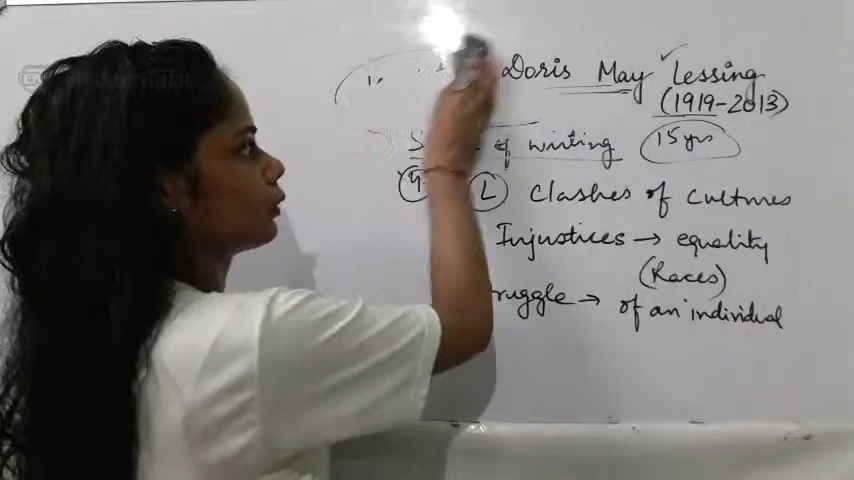 Doris May Lessing
(1919-2013)
of writing 15 yrs
L Clashes of cultures
Injustices → equality
(Races)
ruggle → of an individual